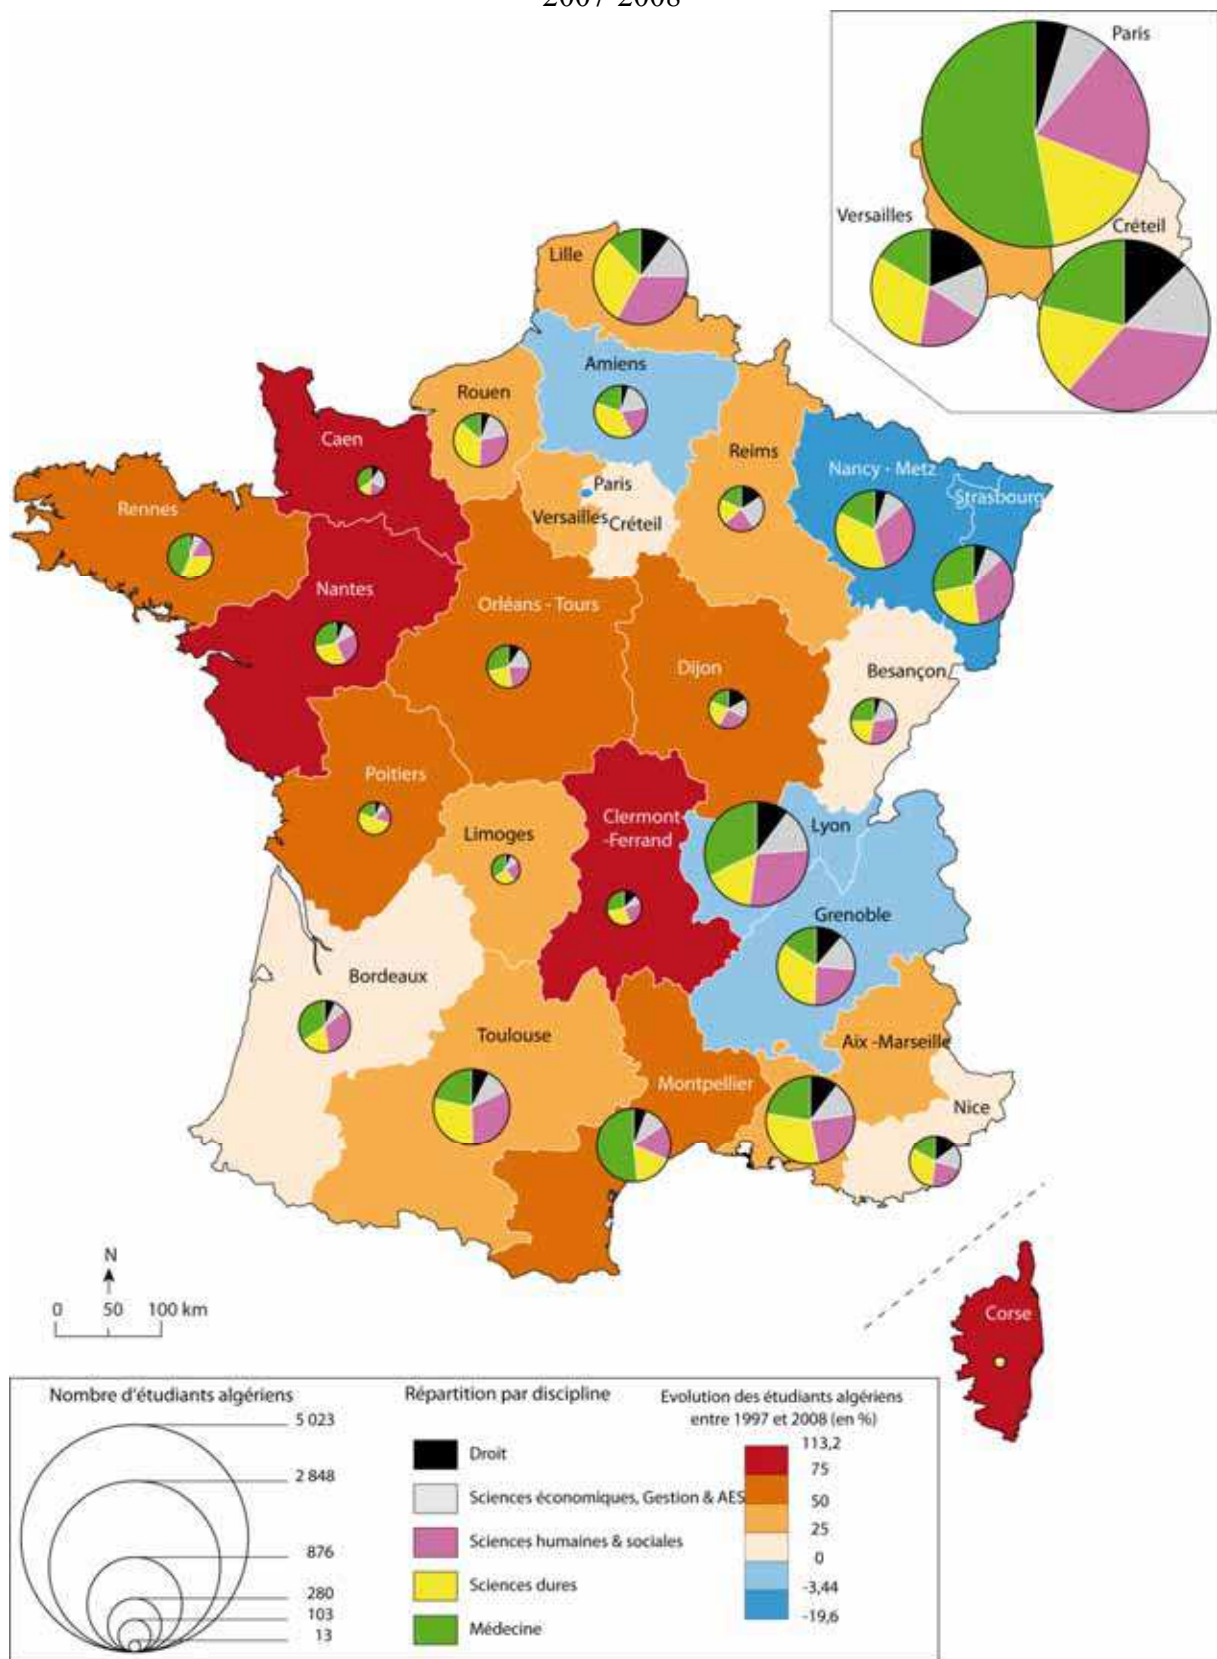 2007-2008
Paris
Versailles
Créteil
Lille
Amiens
Rouen
Caen
Reims
Nancy - Metz
Strasbourg
Paris
Versailles
Créteil
Rennes
Nantes
Orléans - Tours
Dijon
Besançon
Poitiers
Limoges
Clermont-
-Ferrand
Lyon
Grenoble
Bordeaux
Toulouse
Aix -Marseille
Montpellier
Nice
Corse
N
0 50 100 km
Nombre d'étudiants algériens
5 023
2 848
876
280
103
13
Répartition par discipline
Droit
Sciences économiques, Gestion & AES
Sciences humaines & sociales
Sciences dures
Médecine
Evolution des étudiants algériens
entre 1997 et 2008 (en %)
113,2
75
50
25
0
-3,44
-19,6